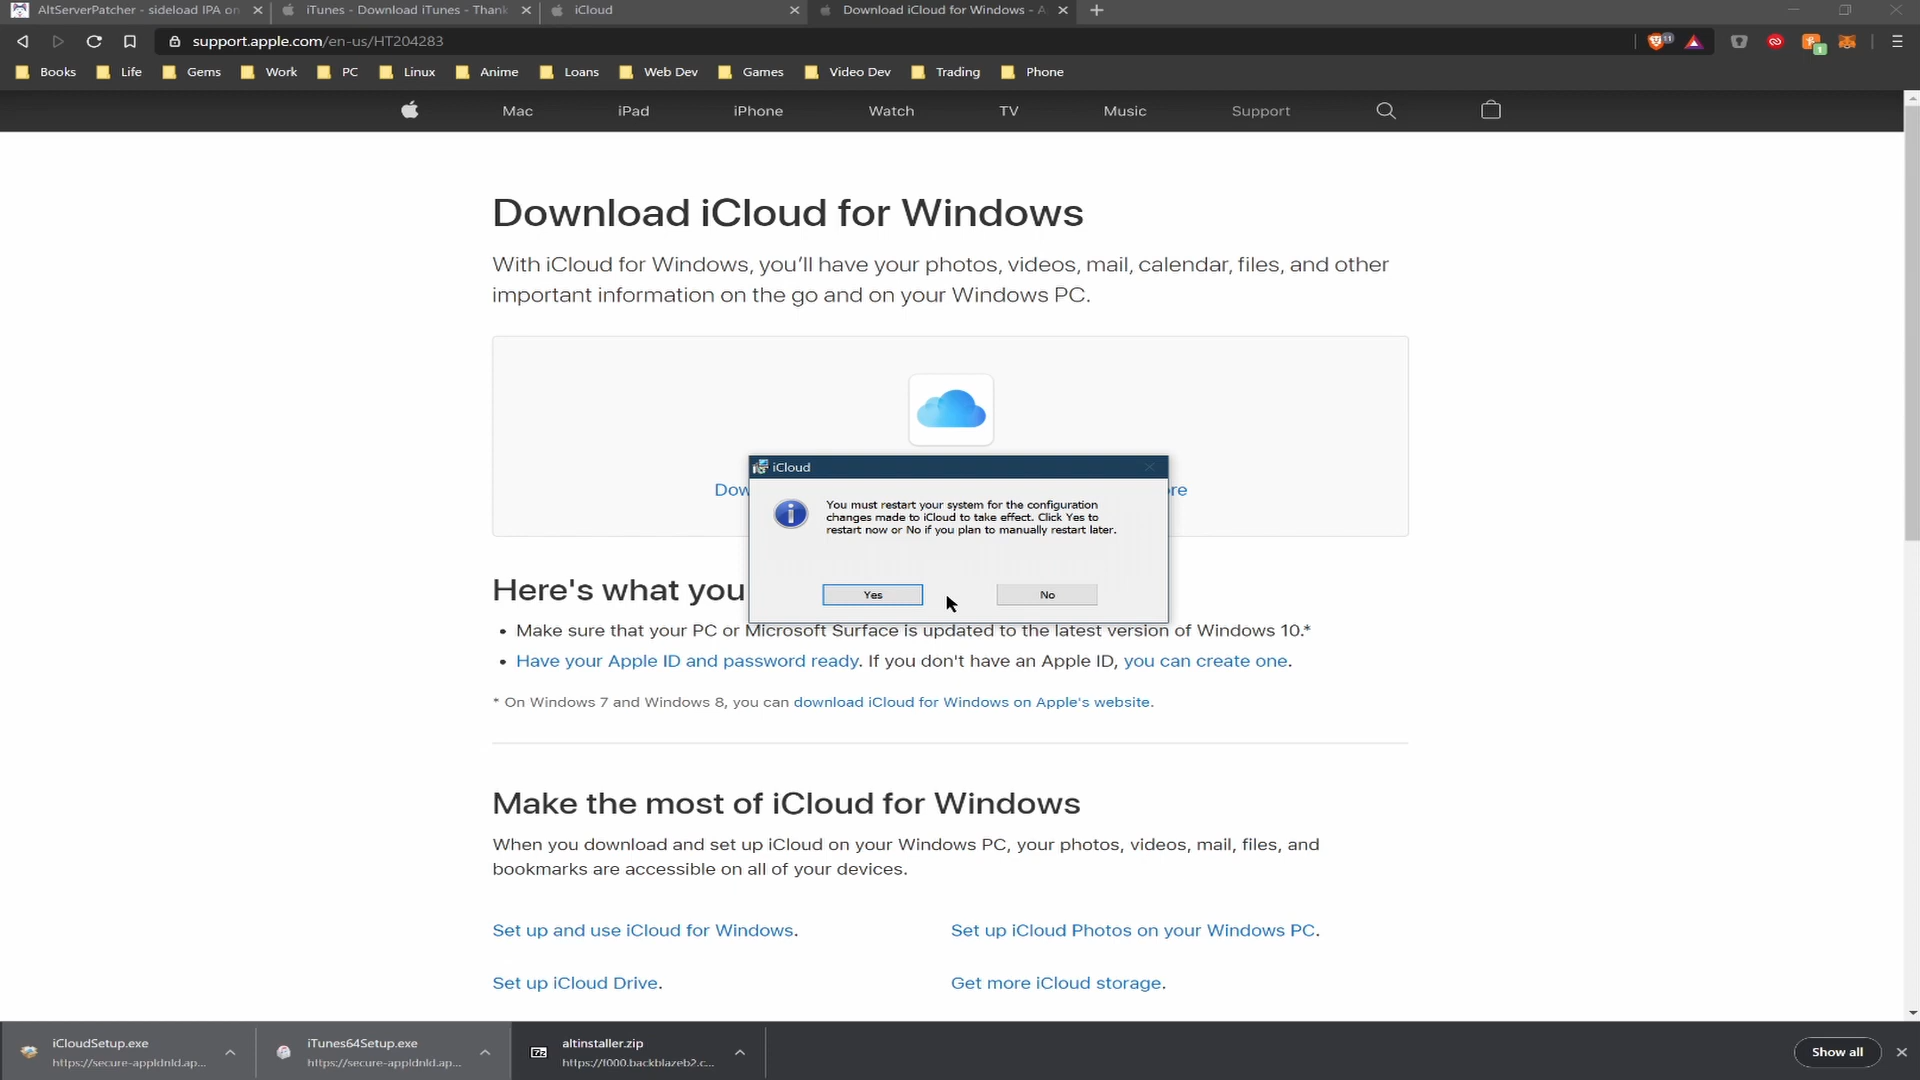 AltServerPatcher - sideload IPA on
iTunes - Download iTunes - Thank
iCloud
Download iCloud for Windows - A
support.apple.com/en-us/HT204283
11
1
Books
Life
Gems
Work
PC
Linux
Anime
Loans
Web Dev
Games
Video Dev
Trading
Phone
Mac
iPad
iPhone
Watch
TV
Music
Support
Download iCloud for Windows
With iCloud for Windows, you’ll have your photos, videos, mail, calendar, files, and other
important information on the go and on your Windows PC.
Dow
re
iCloud
You must restart your system for the configuration
changes made to iCloud to take effect. Click Yes to
restart now or No if you plan to manually restart later.
Yes
No
Here's what you
Make sure that your PC or Microsoft Surface is updated to the latest version of Windows 10.*
Have your Apple ID and password ready. If you don't have an Apple ID, you can create one.
* On Windows 7 and Windows 8, you can download iCloud for Windows on Apple's website.
Make the most of iCloud for Windows
When you download and set up iCloud on your Windows PC, your photos, videos, mail, files, and
bookmarks are accessible on all of your devices.
Set up and use iCloud for Windows.
Set up iCloud Photos on your Windows PC.
Set up iCloud Drive.
Get more iCloud storage.
iCloudSetup.exe
https://secure-appldnld.ap...
iTunes64Setup.exe
https://secure-appldnld.ap...
7z
altinstaller.zip
https://f000.backblazeb2.c...
Show all